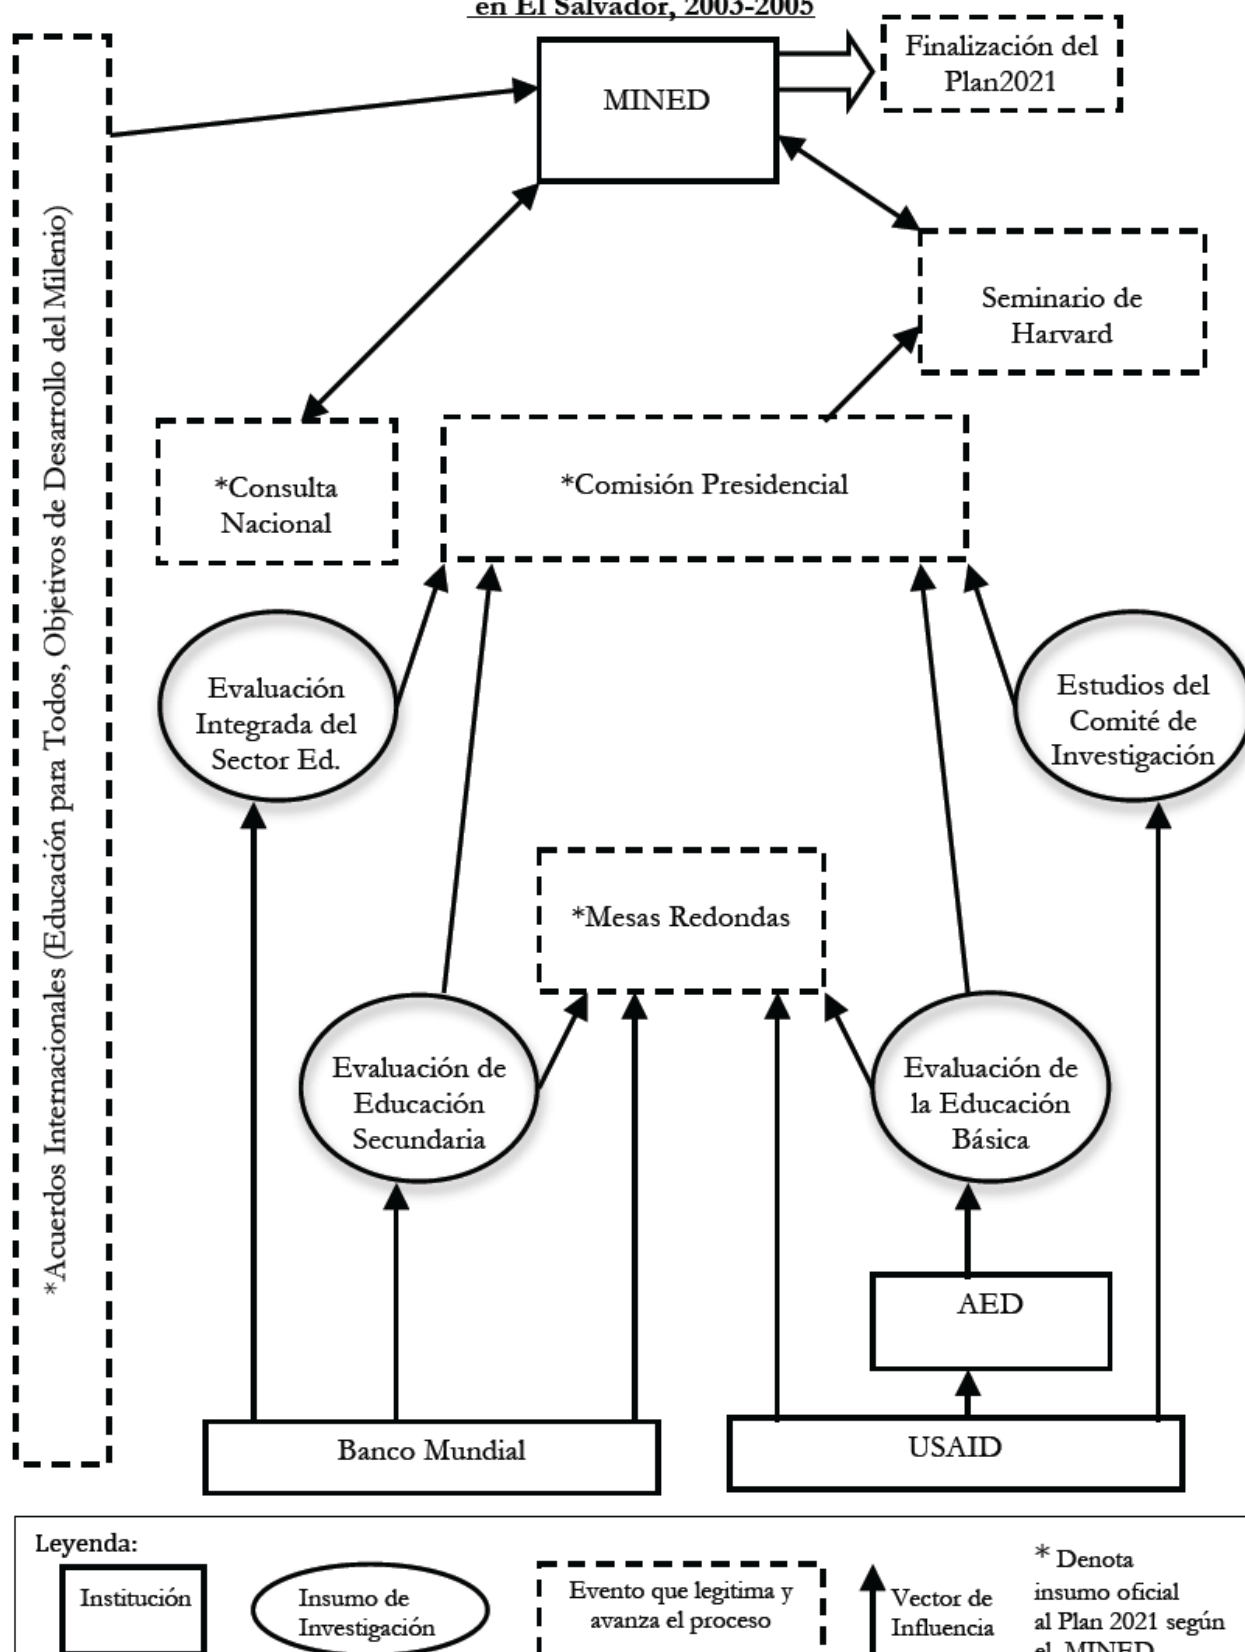 en El Salvador, 2003-2005
Finalización del
Plan2021
MINED
*Acuerdos Internacionales (Educación para Todos, Objetivos de Desarrollo del Milenio)
Seminario de
Harvard
*Consulta
Nacional
*Comisión Presidencial
Evaluación
Integrada del
Sector Ed.
Estudios del
Comité de
Investigación
*Mesas Redondas
Evaluación de
Educación
Secundaria
Evaluación de
la Educación
Básica
AED
Banco Mundial
USAID
Leyenda:
Institución
Insumo de
Investigación
Evento que legitima y
avanza el proceso
Vector de
Influencia
* Denota
insumo oficial
al Plan 2021 según
el MINED